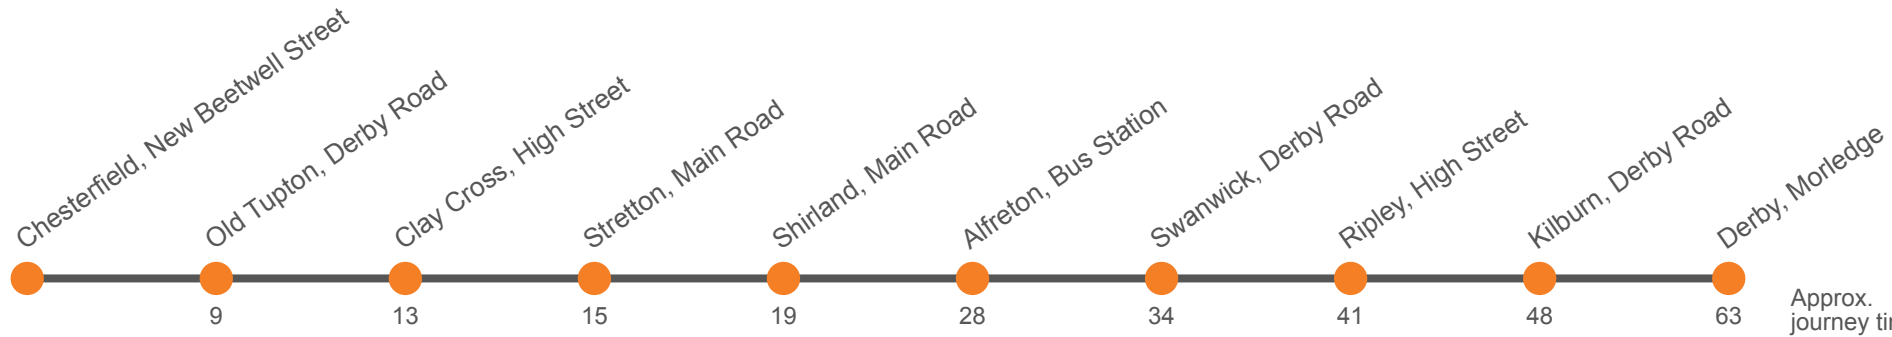 Chesterfield, New Beetwell Street
Old Tupton, Derby Road
Clay Cross, High Street
Stretton, Main Road
Shirland, Main Road
Alfreton, Bus Station
Swanwick, Derby Road
Ripley, High Street
Kilburn, Derby Road
Derby, Morledge
9
13
15
19
28
34
41
48
63
Approx.
journey